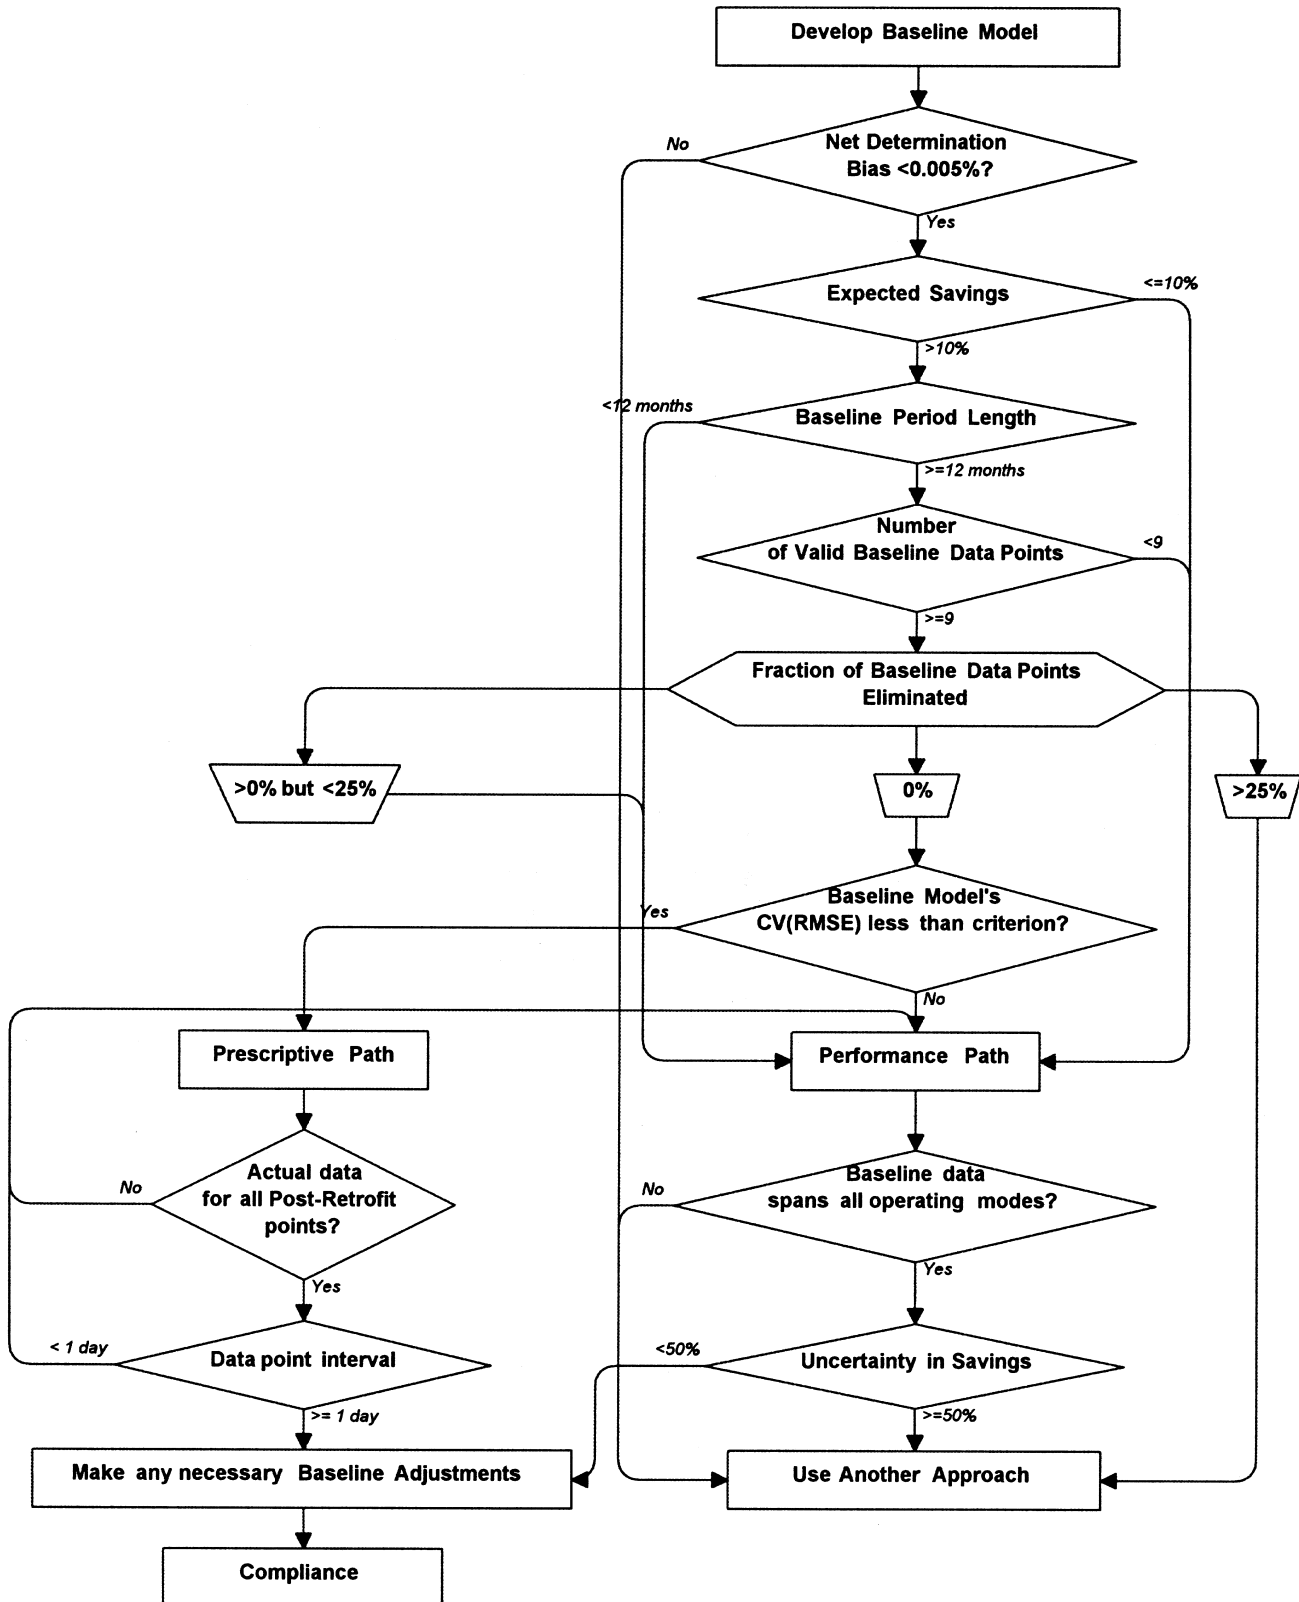 Develop Baseline Model
No
Net Determination
Bias <0.005%?
Yes
Expected Savings
<=10%
>10%
<12 months
Baseline Period Length
>=12 months
Number
of Valid Baseline Data Points
<9
>=9
Fraction of Baseline Data Points
Eliminated
>0% but <25%
0%
>25%
Baseline Model's
CV(RMSE) less than criterion?
Yes
No
Prescriptive Path
Performance Path
Actual data
for all Post-Retrofit
points?
No
Yes
Baseline data
spans all operating modes?
No
Yes
< 1 day
Data point interval
>= 1 day
<50%
Uncertainty in Savings
>=50%
Make any necessary Baseline Adjustments
Use Another Approach
Compliance